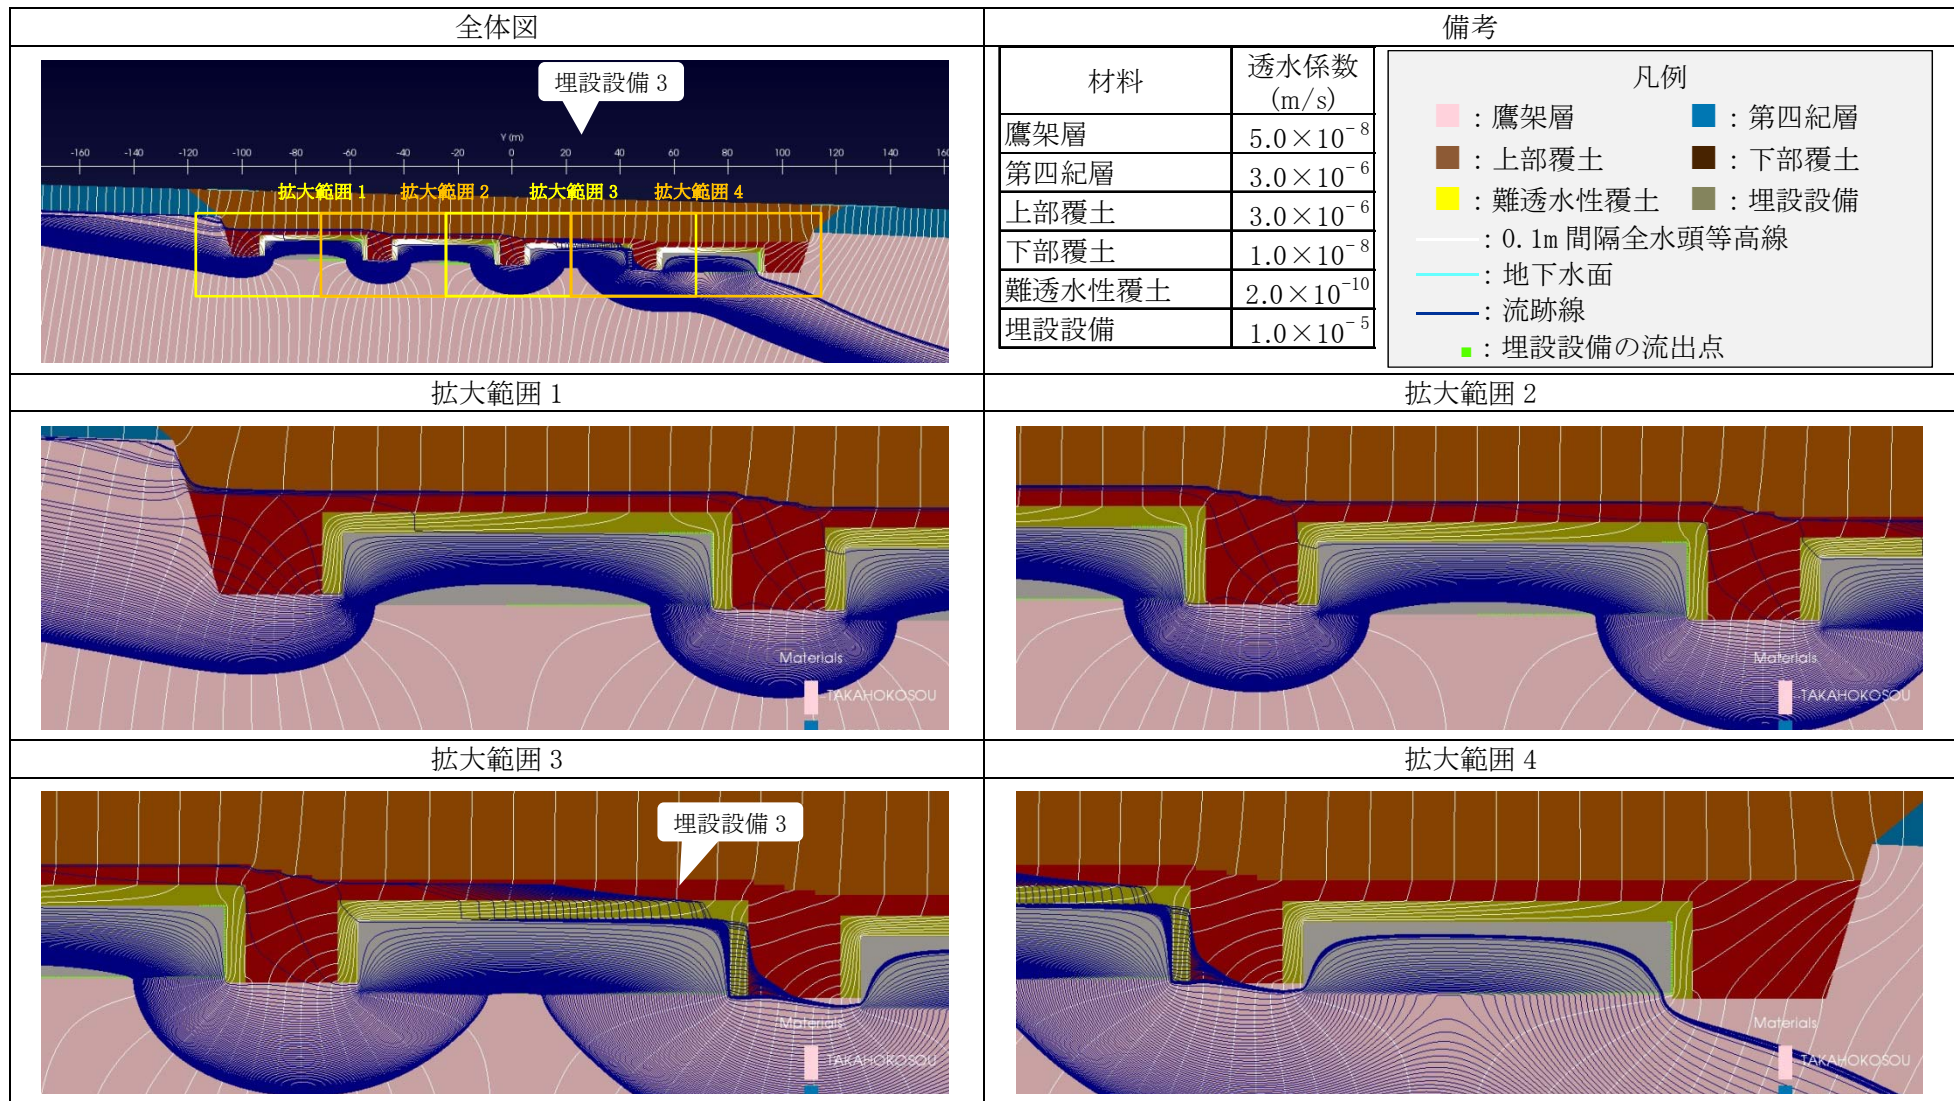 全体図
備考
埋設設備 3
Y (m)
-160 -140 -120 -100 -80 -60 -40 -20 0 20 40 60 80 100 120 140 160
拡大範囲 1 拡大範囲 2 拡大範囲 3 拡大範囲 4
材料 透水係数 (m/s)
鷹架層 5.0×10⁻⁸
第四紀層 3.0×10⁻⁶
上部覆土 3.0×10⁻⁶
下部覆土 1.0×10⁻⁸
難透水性覆土 2.0×10⁻¹⁰
埋設設備 1.0×10⁻⁵
凡例
：鷹架層 ：第四紀層
：上部覆土 ：下部覆土
：難透水性覆土 ：埋設設備
：0.1m 間隔全水頭等高線
：地下水面
：流跡線
：埋設設備の流出点
拡大範囲 1
拡大範囲 2
Materials
TAKAHOKOSOU
Materials
TAKAHOKOSOU
拡大範囲 3
拡大範囲 4
埋設設備 3
Materials
TAKAHOKOSOU
Materials
TAKAHOKOSOU